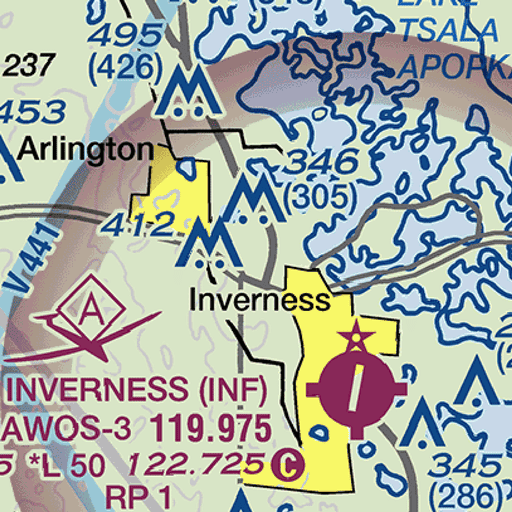 LAKE
TSALA
APOPKA
495
(426)
237
453
Arlington
346
(305)
412
V 441
A
Inverness
INVERNESS (INF)
AWOS-3 119.975
5 *L 50 122.725 C
RP 1
345
(286)